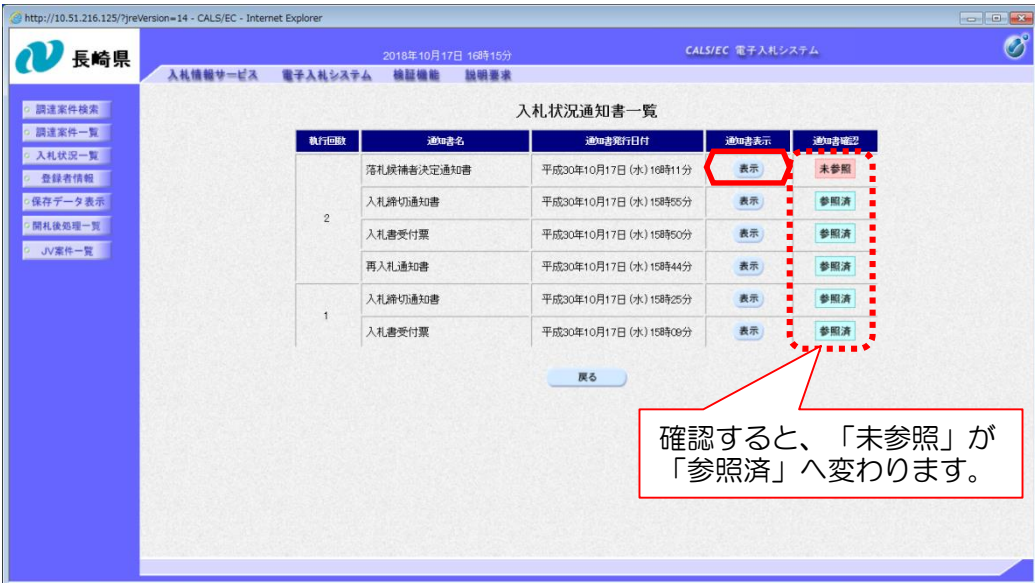 http://10.51.216.125/?jreVersion=14 - CALS/EC - Internet Explorer
長崎県
2018年10月17日 16時15分
CALS/EC 電子入札システム
入札情報サービス 電子入札システム 検証機能 説明要求
調達案件検索
調達案件一覧
入札状況一覧
登録者情報
保存データ表示
開札後処理一覧
JV案件一覧
入札状況通知書一覧
執行回数 通知書名 通知書発行日付 通知書表示 通知書確認
落札候補者決定通知書 平成30年10月17日 (水) 16時11分 表示 未参照
2
入札締切通知書 平成30年10月17日 (水) 15時55分 表示 参照済
入札書受付票 平成30年10月17日 (水) 15時50分 表示 参照済
再入札通知書 平成30年10月17日 (水) 15時44分 表示 参照済
1
入札締切通知書 平成30年10月17日 (水) 15時25分 表示 参照済
入札書受付票 平成30年10月17日 (水) 15時09分 表示 参照済
戻る
確認すると、「未参照」が
「参照済」へ変わります。